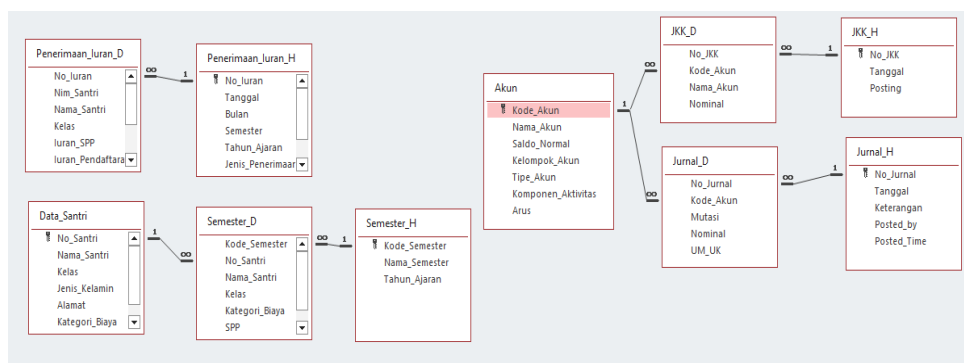 Penerimaan_Iuran_D
No_Iuran
Nim_Santri
Nama_Santri
Kelas
Iuran_SPP
Iuran_Pendaftara
∞
1
Penerimaan_Iuran_H
No_Iuran
Tanggal
Bulan
Semester
Tahun_Ajaran
Jenis_Penerimaar
Data_Santri
No_Santri
Nama_Santri
Kelas
Jenis_Kelamin
Alamat
Kategori_Biaya
1
∞
Semester_D
Kode_Semester
No_Santri
Nama_Santri
Kelas
Kategori_Biaya
SPP
∞
1
Semester_H
Kode_Semester
Nama_Semester
Tahun_Ajaran
Akun
Kode_Akun
Nama_Akun
Saldo_Normal
Kelompok_Akun
Tipe_Akun
Komponen_Aktivitas
Arus
1
∞
∞
JKK_D
No_JKK
Kode_Akun
Nama_Akun
Nominal
∞
1
JKK_H
No_JKK
Tanggal
Posting
Jurnal_D
No_Jurnal
Kode_Akun
Mutasi
Nominal
UM_UK
∞
1
Jurnal_H
No_Jurnal
Tanggal
Keterangan
Posted_by
Posted_Time